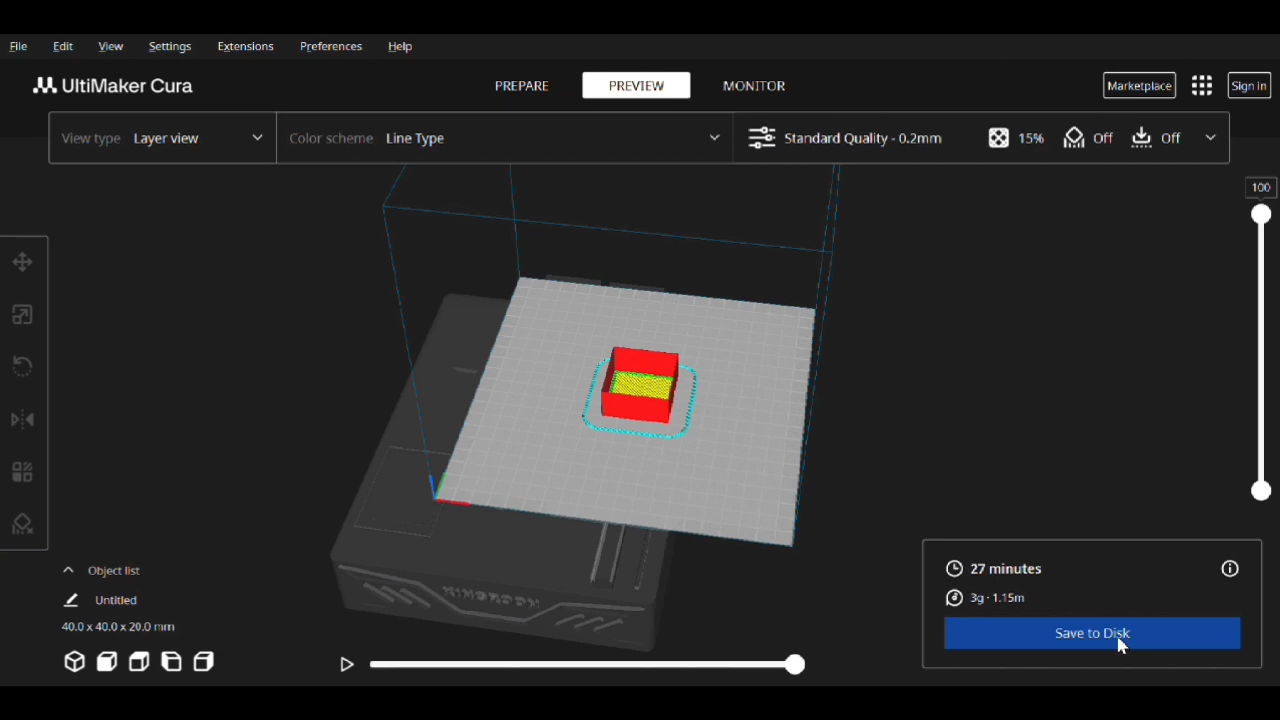 File Edit View Settings Extensions Preferences Help
UltiMaker Cura PREPARE PREVIEW MONITOR Marketplace Sign in
View type Layer view Color scheme Line Type Standard Quality - 0.2mm 15% Off Off
100
KINGROON
Object list
Untitled
40.0 x 40.0 x 20.0 mm
27 minutes
3g · 1.15m
Save to Disk